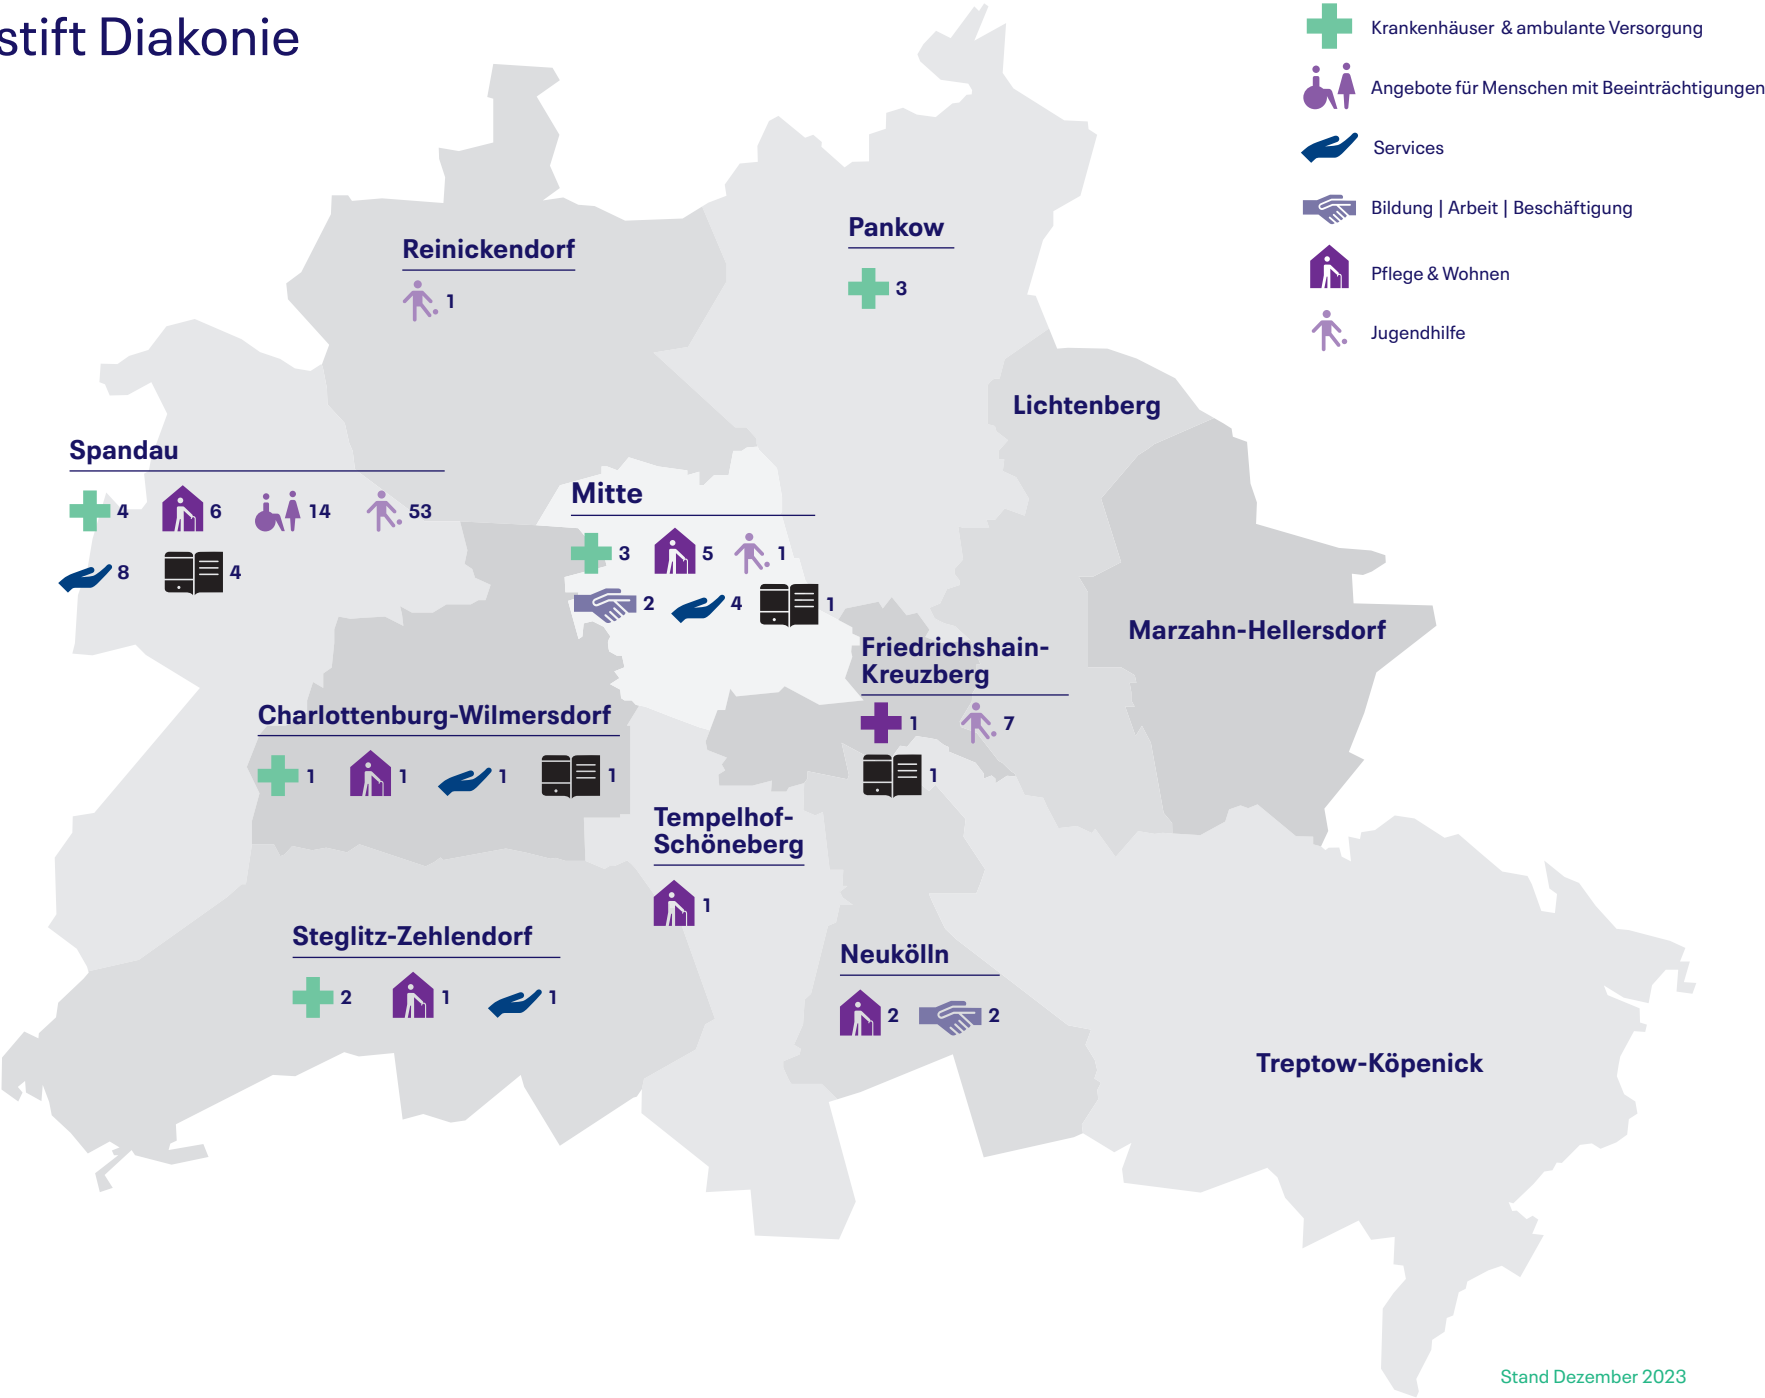 stift Diakonie
Krankenhäuser & ambulante Versorgung
Angebote für Menschen mit Beeinträchtigungen
Services
Bildung | Arbeit | Beschäftigung
Pflege & Wohnen
Jugendhilfe
Reinickendorf
1
Pankow
3
Lichtenberg
Spandau
4 6 14 53
8 4
Mitte
3 5 1
2 4 1
Marzahn-Hellersdorf
Friedrichshain-
Kreuzberg
1 7
1
Charlottenburg-Wilmersdorf
1 1 1 1
Tempelhof-
Schöneberg
1
Steglitz-Zehlendorf
2 1 1
Neukölln
2 2
Treptow-Köpenick
Stand Dezember 2023